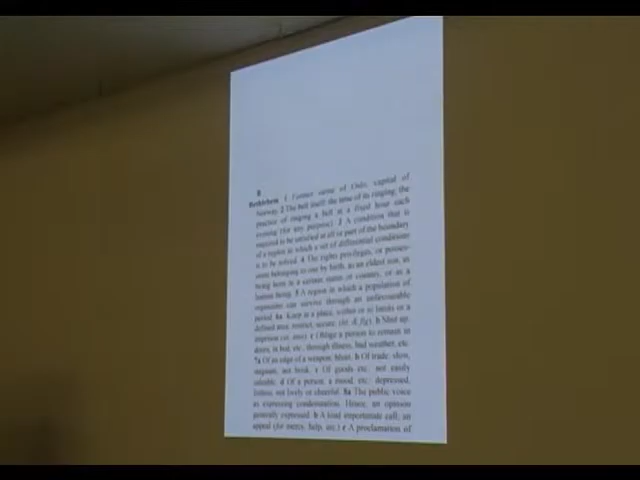 B
Bethlehem 1 Former name of Oslo, capital of
Norway. 2 The bell itself; the time of its ringing; the
practice of ringing a bell at a fixed hour each
evening (for any purpose). 3 A condition that is
required to be satisfied at all or part of the boundary
of a region in which a set of differential conditions
is to be solved. 4 The rights privileges, or posses-
sions belonging to one by birth, as an eldest son, as
being born in a certain status or country, or as a
human being. 5 A region in which a population of
organisms can survive through an unfavourable
period. 6a Keep in a place, within or to limits or a
defined area; restrict, secure. (lit. & fig). b Shut up,
imprison c Oblige a person to remain in
doors, in bed, etc., through illness, bad weather, etc.
7a Of an edge of a weapon: blunt. b Of trade: slow,
stagnant, not brisk. c Of goods etc.: not easily
saleable. d Of a person, a mood, etc.: depressed,
listless, not lively or cheerful. 8a The public voice
as expressing condemnation. Hence, an opinion
generally expressed. b A loud importunate call; an
appeal (for mercy, help, etc.) c A proclamation of